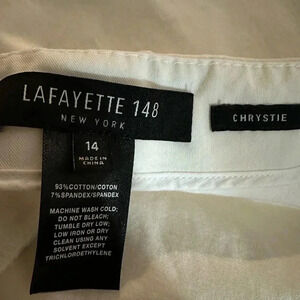 LAFAYETTE 148
NEW YORK
CHRYSTIE
14
MADE IN
CHINA
93%COTTON/COTON
7%SPANDEX/SPANDEX
MACHINE WASH COLD;
DO NOT BLEACH;
TUMBLE DRY LOW;
LOW IRON OR DRY
CLEAN USING ANY
SOLVENT EXCEPT
TRICHLORDETHYLENE